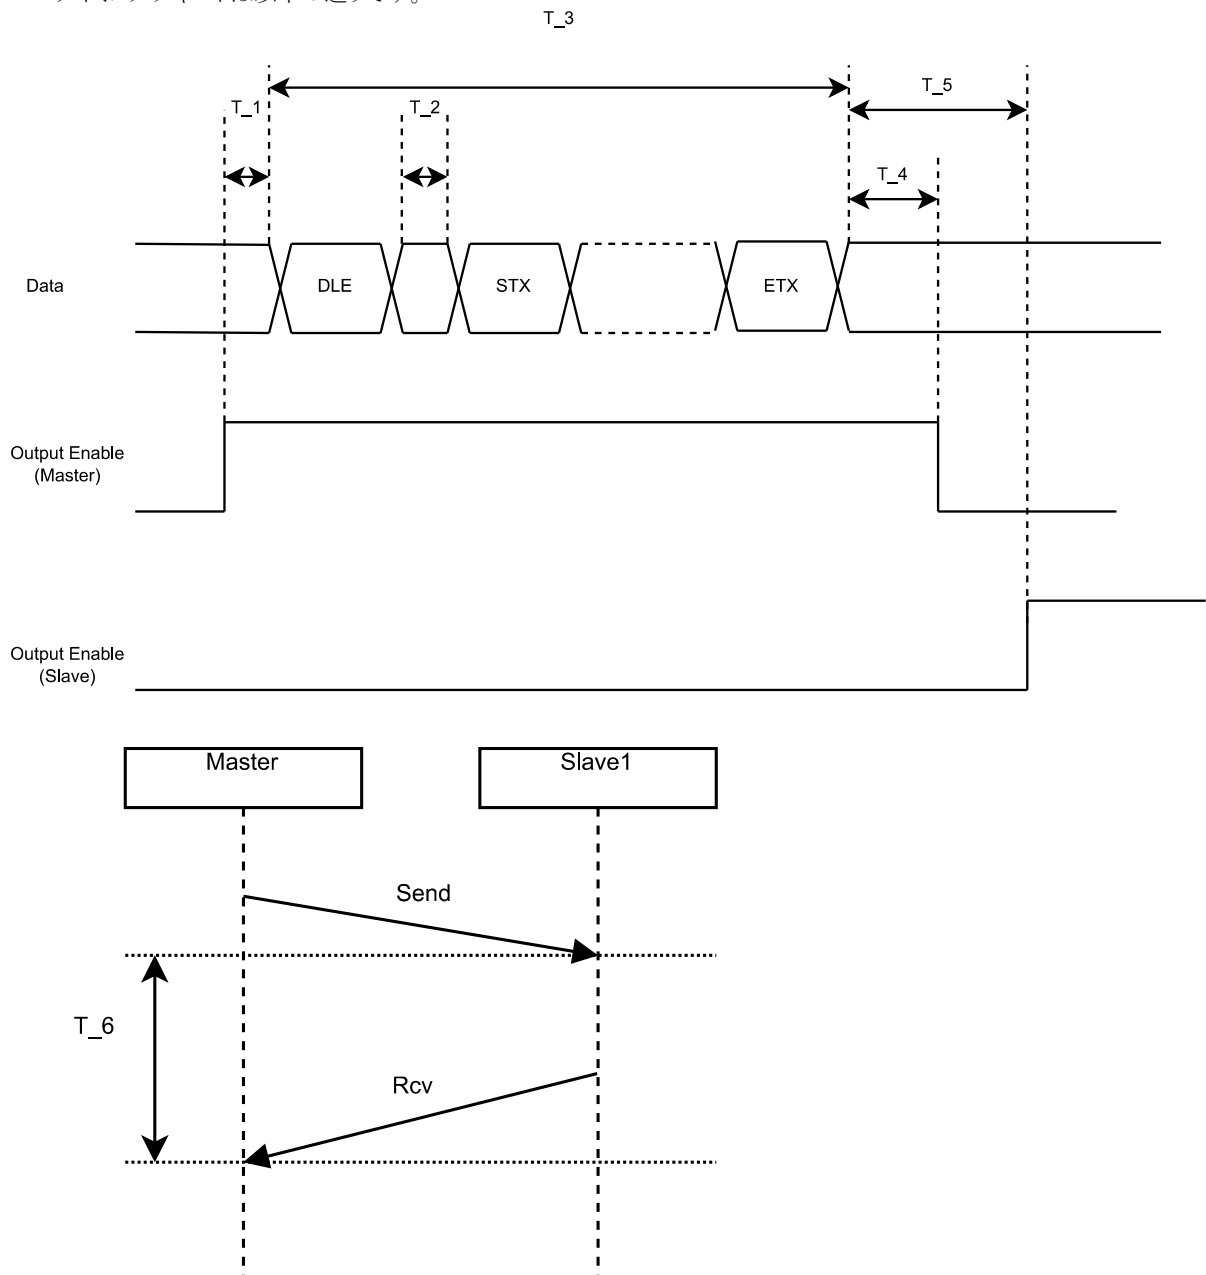 T_3
T_1
T_2
T_5
T_4
Data
DLE
STX
ETX
Output Enable
(Master)
Output Enable
(Slave)
Master
Slave1
Send
T_6
Rcv